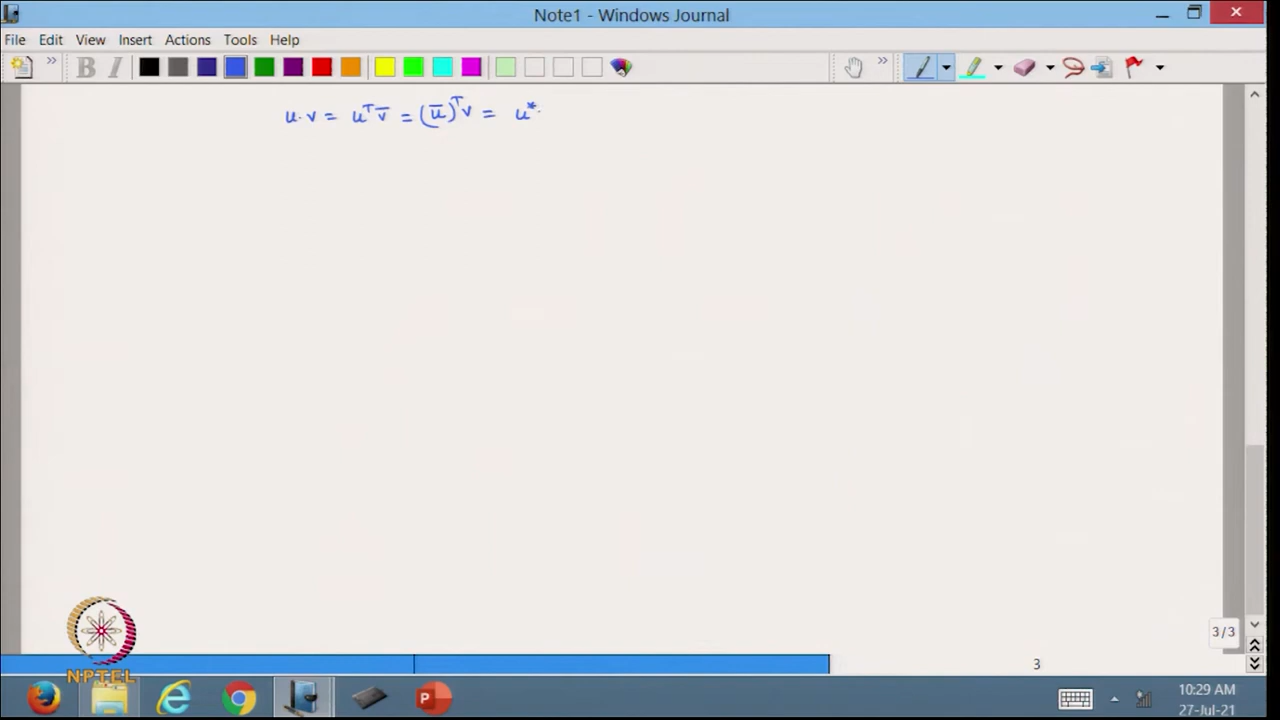 Note1 - Windows Journal
File Edit View Insert Actions Tools Help
B I
u·v = uᵀv̅ = (u̅)ᵀv = u*
3/3
3
NPTEL
10:29 AM
27-Jul-21